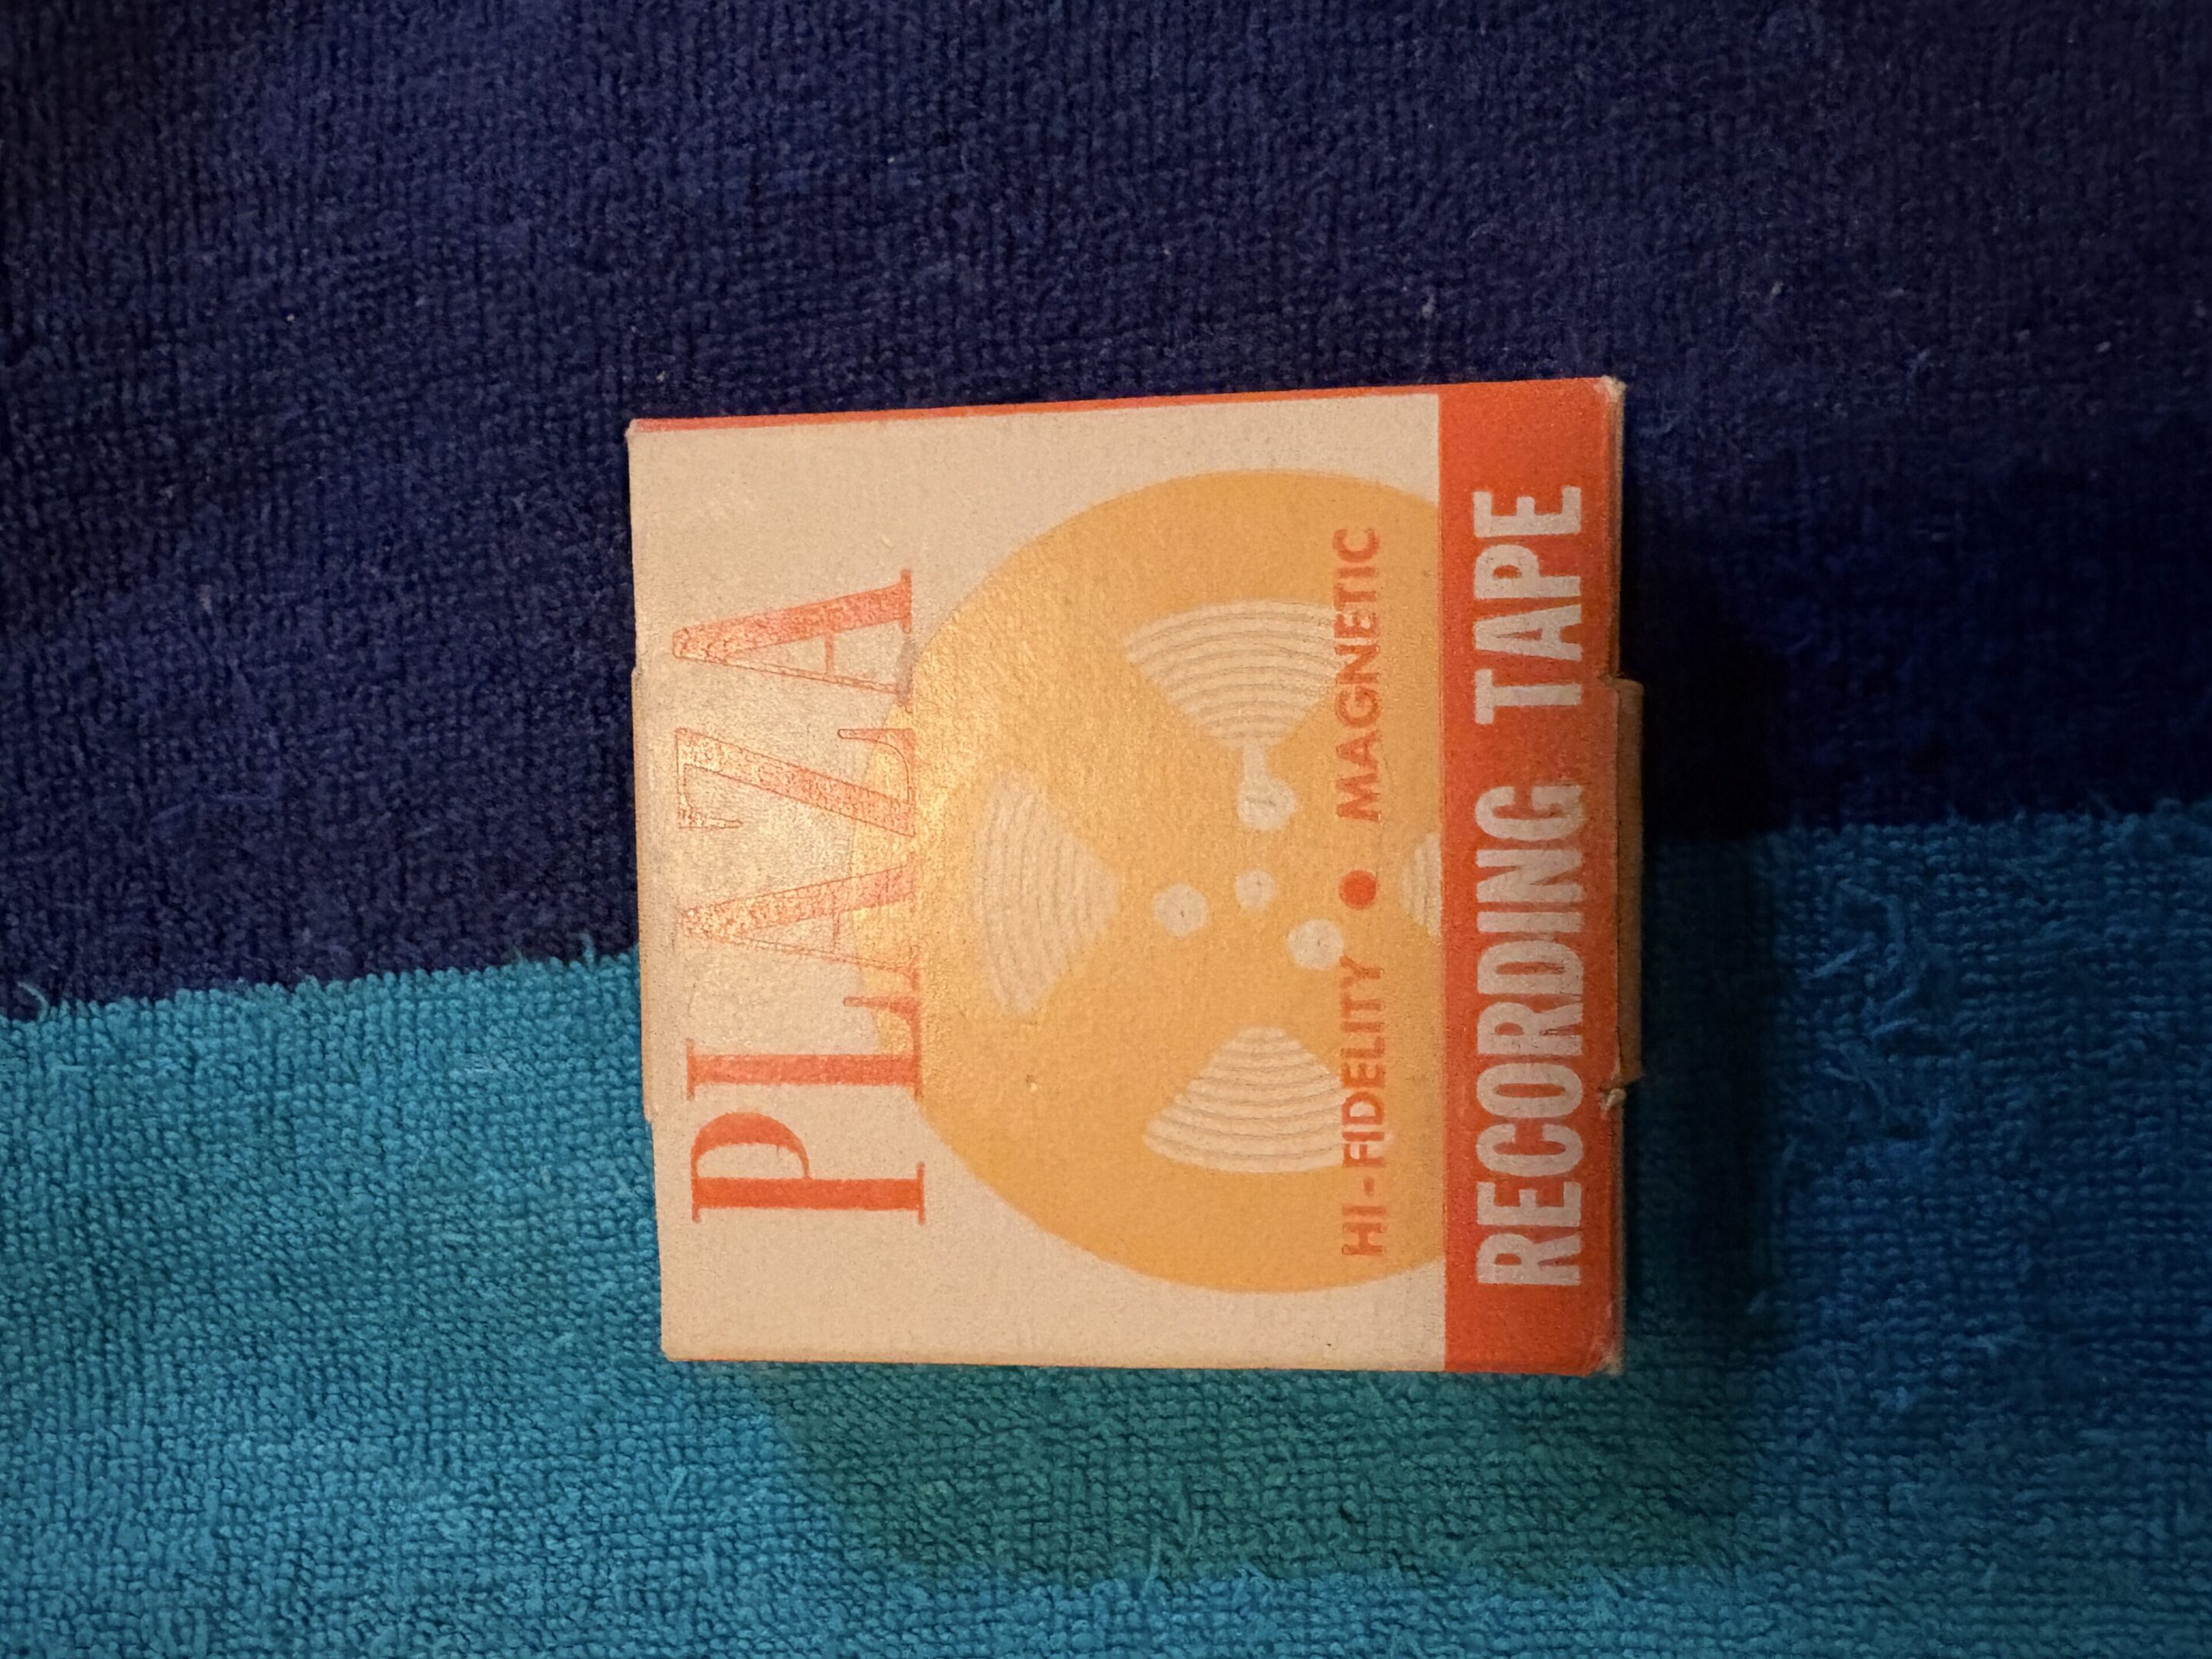 PLAZA
HI-FIDELITY ● MAGNETIC
RECORDING TAPE